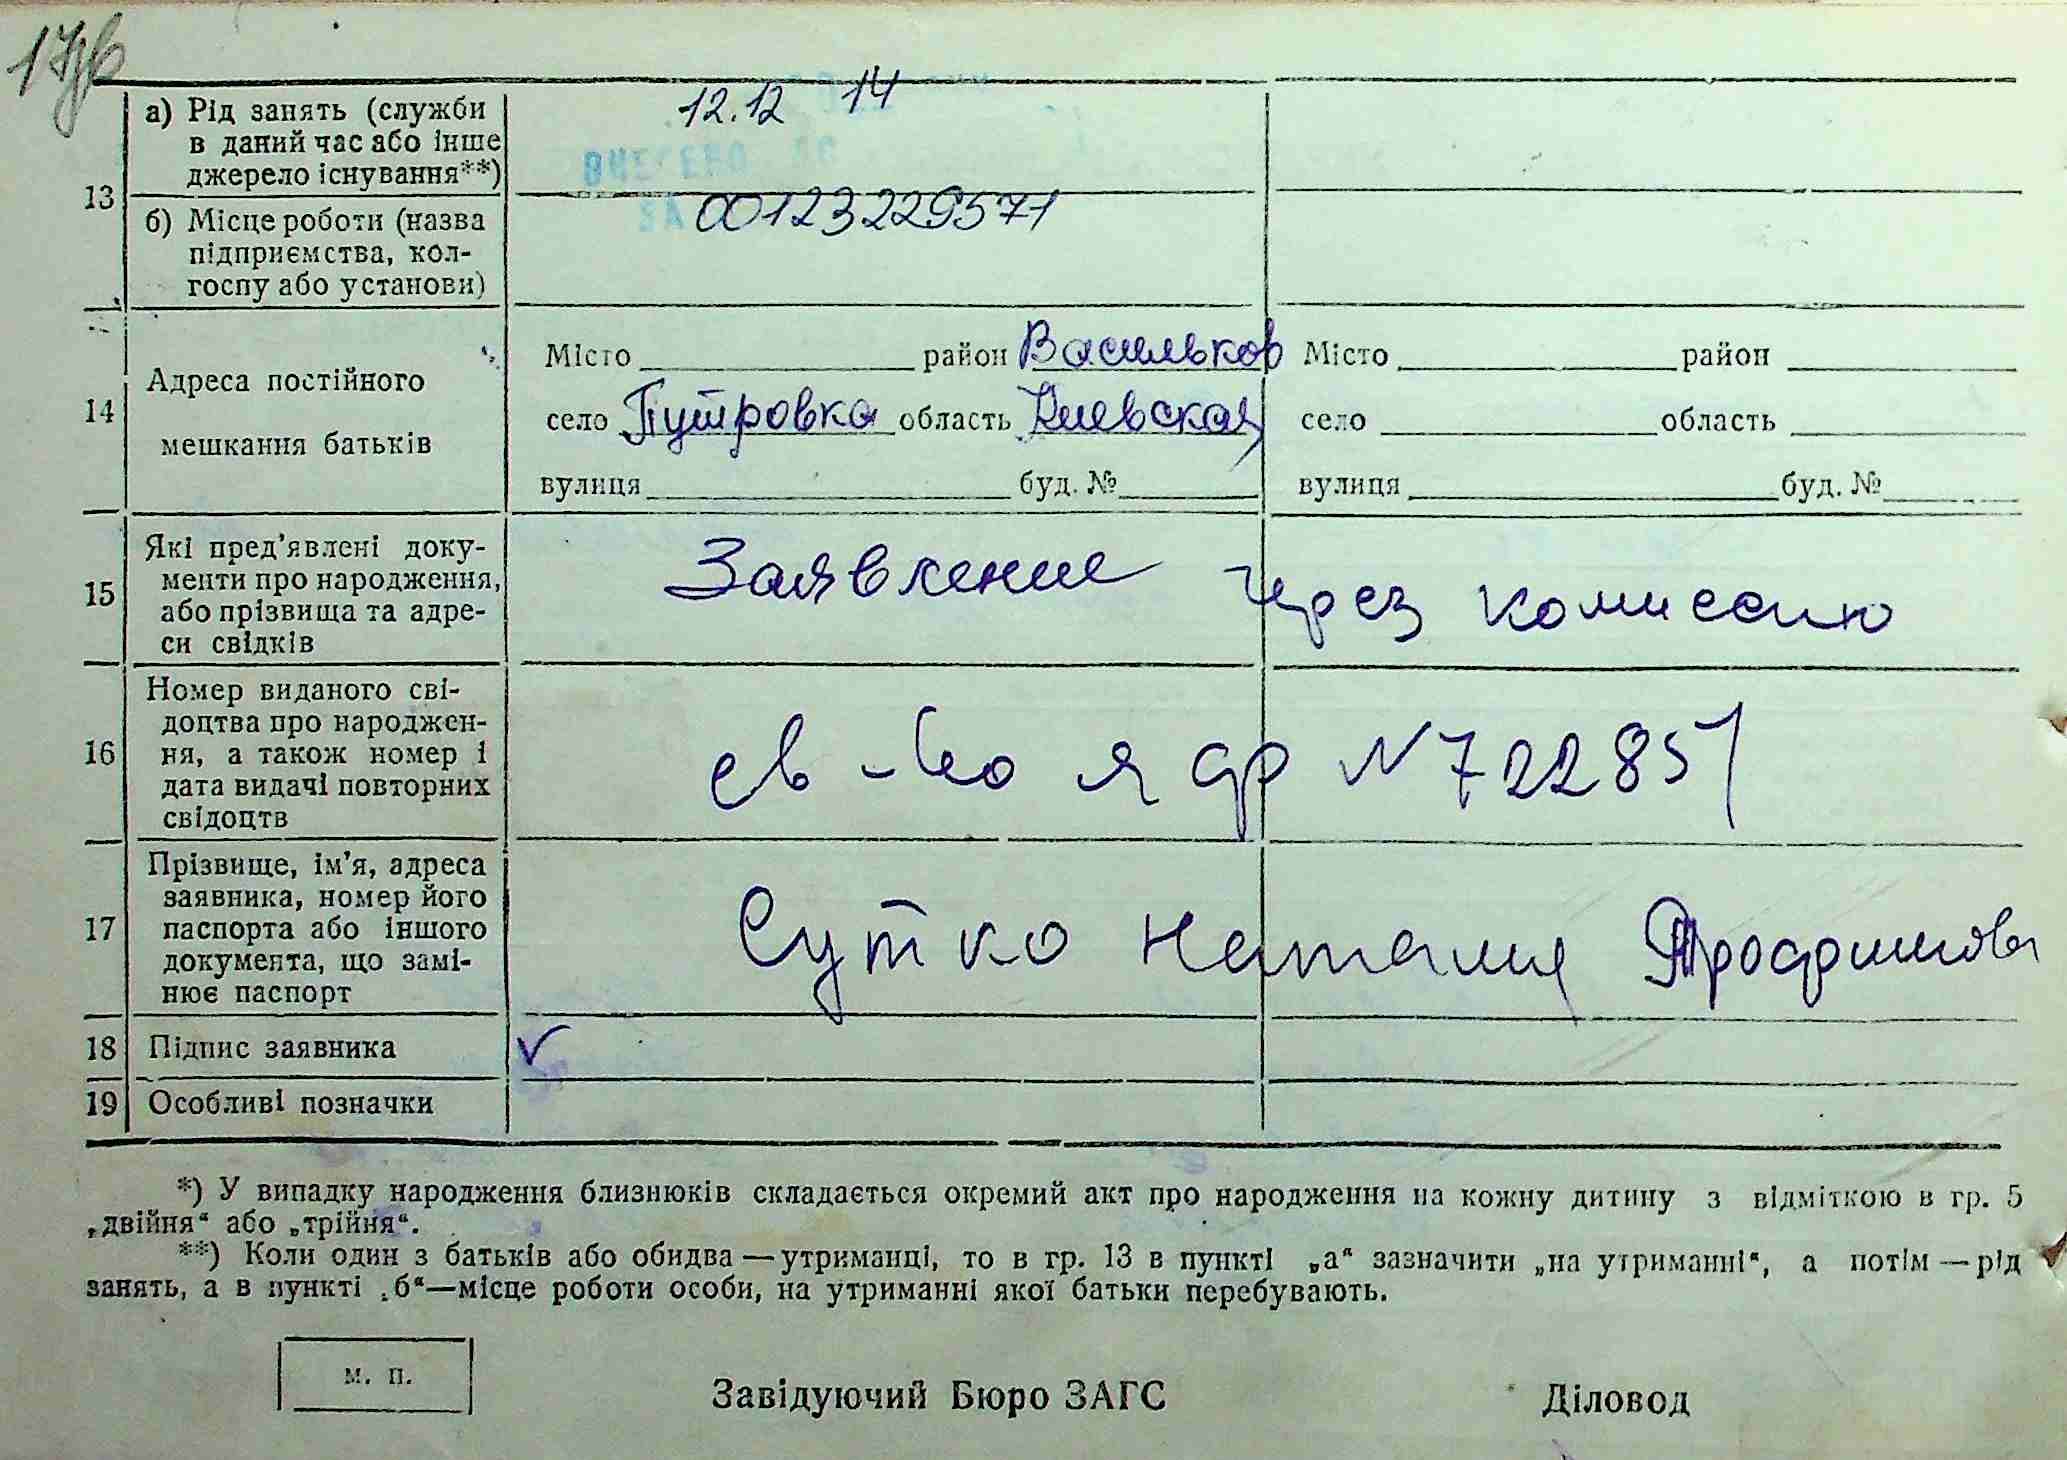 17зв
12.12 14
13 а) Рід занять (служби
в даний час або інше
джерело існування**)
00123229571
б) Місце роботи (назва
підприємства, кол-
госпу або установи)
14 Адреса постійного
мешкання батьків
Місто район Васильков Місто район
село Путровка область Киевская село область
вулиця буд. № вулиця буд. №
15 Які пред'явлені доку-
менти про народження,
або прізвища та адре-
си свідків
Заявление через комиссию
16 Номер виданого сві-
доцтва про народжен-
ня, а також номер і
дата видачі повторних
свідоцтв
св-во я ар № 722851
17 Прізвище, ім'я, адреса
заявника, номер його
паспорта або іншого
документа, що замі-
нює паспорт
Сутко Наталия Трофимова
18 Підпис заявника
19 Особливі позначки
*) У випадку народження близнюків складається окремий акт про народження на кожну дитину з відміткою в гр. 5
„двійня“ або „трійня“.
**) Коли один з батьків або обидва — утриманці, то в гр. 13 в пункті „а“ зазначити „на утриманні“, а потім — рід
занять, а в пункті „б“—місце роботи особи, на утриманні якої батьки перебувають.
м. п.
Завідуючий Бюро ЗАГС Діловод